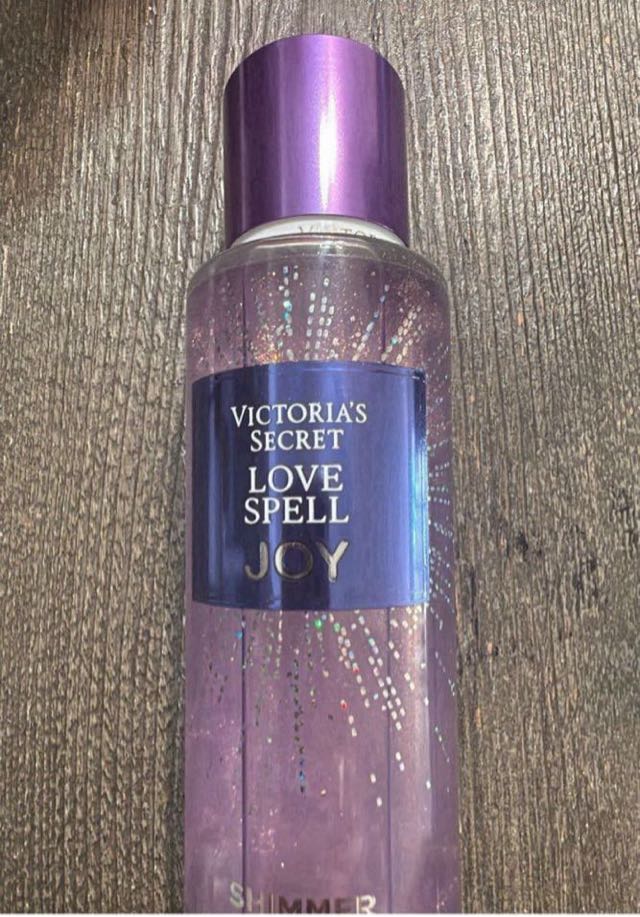 VICTORIA'S
SECRET
LOVE
SPELL
JOY
SHIMMER